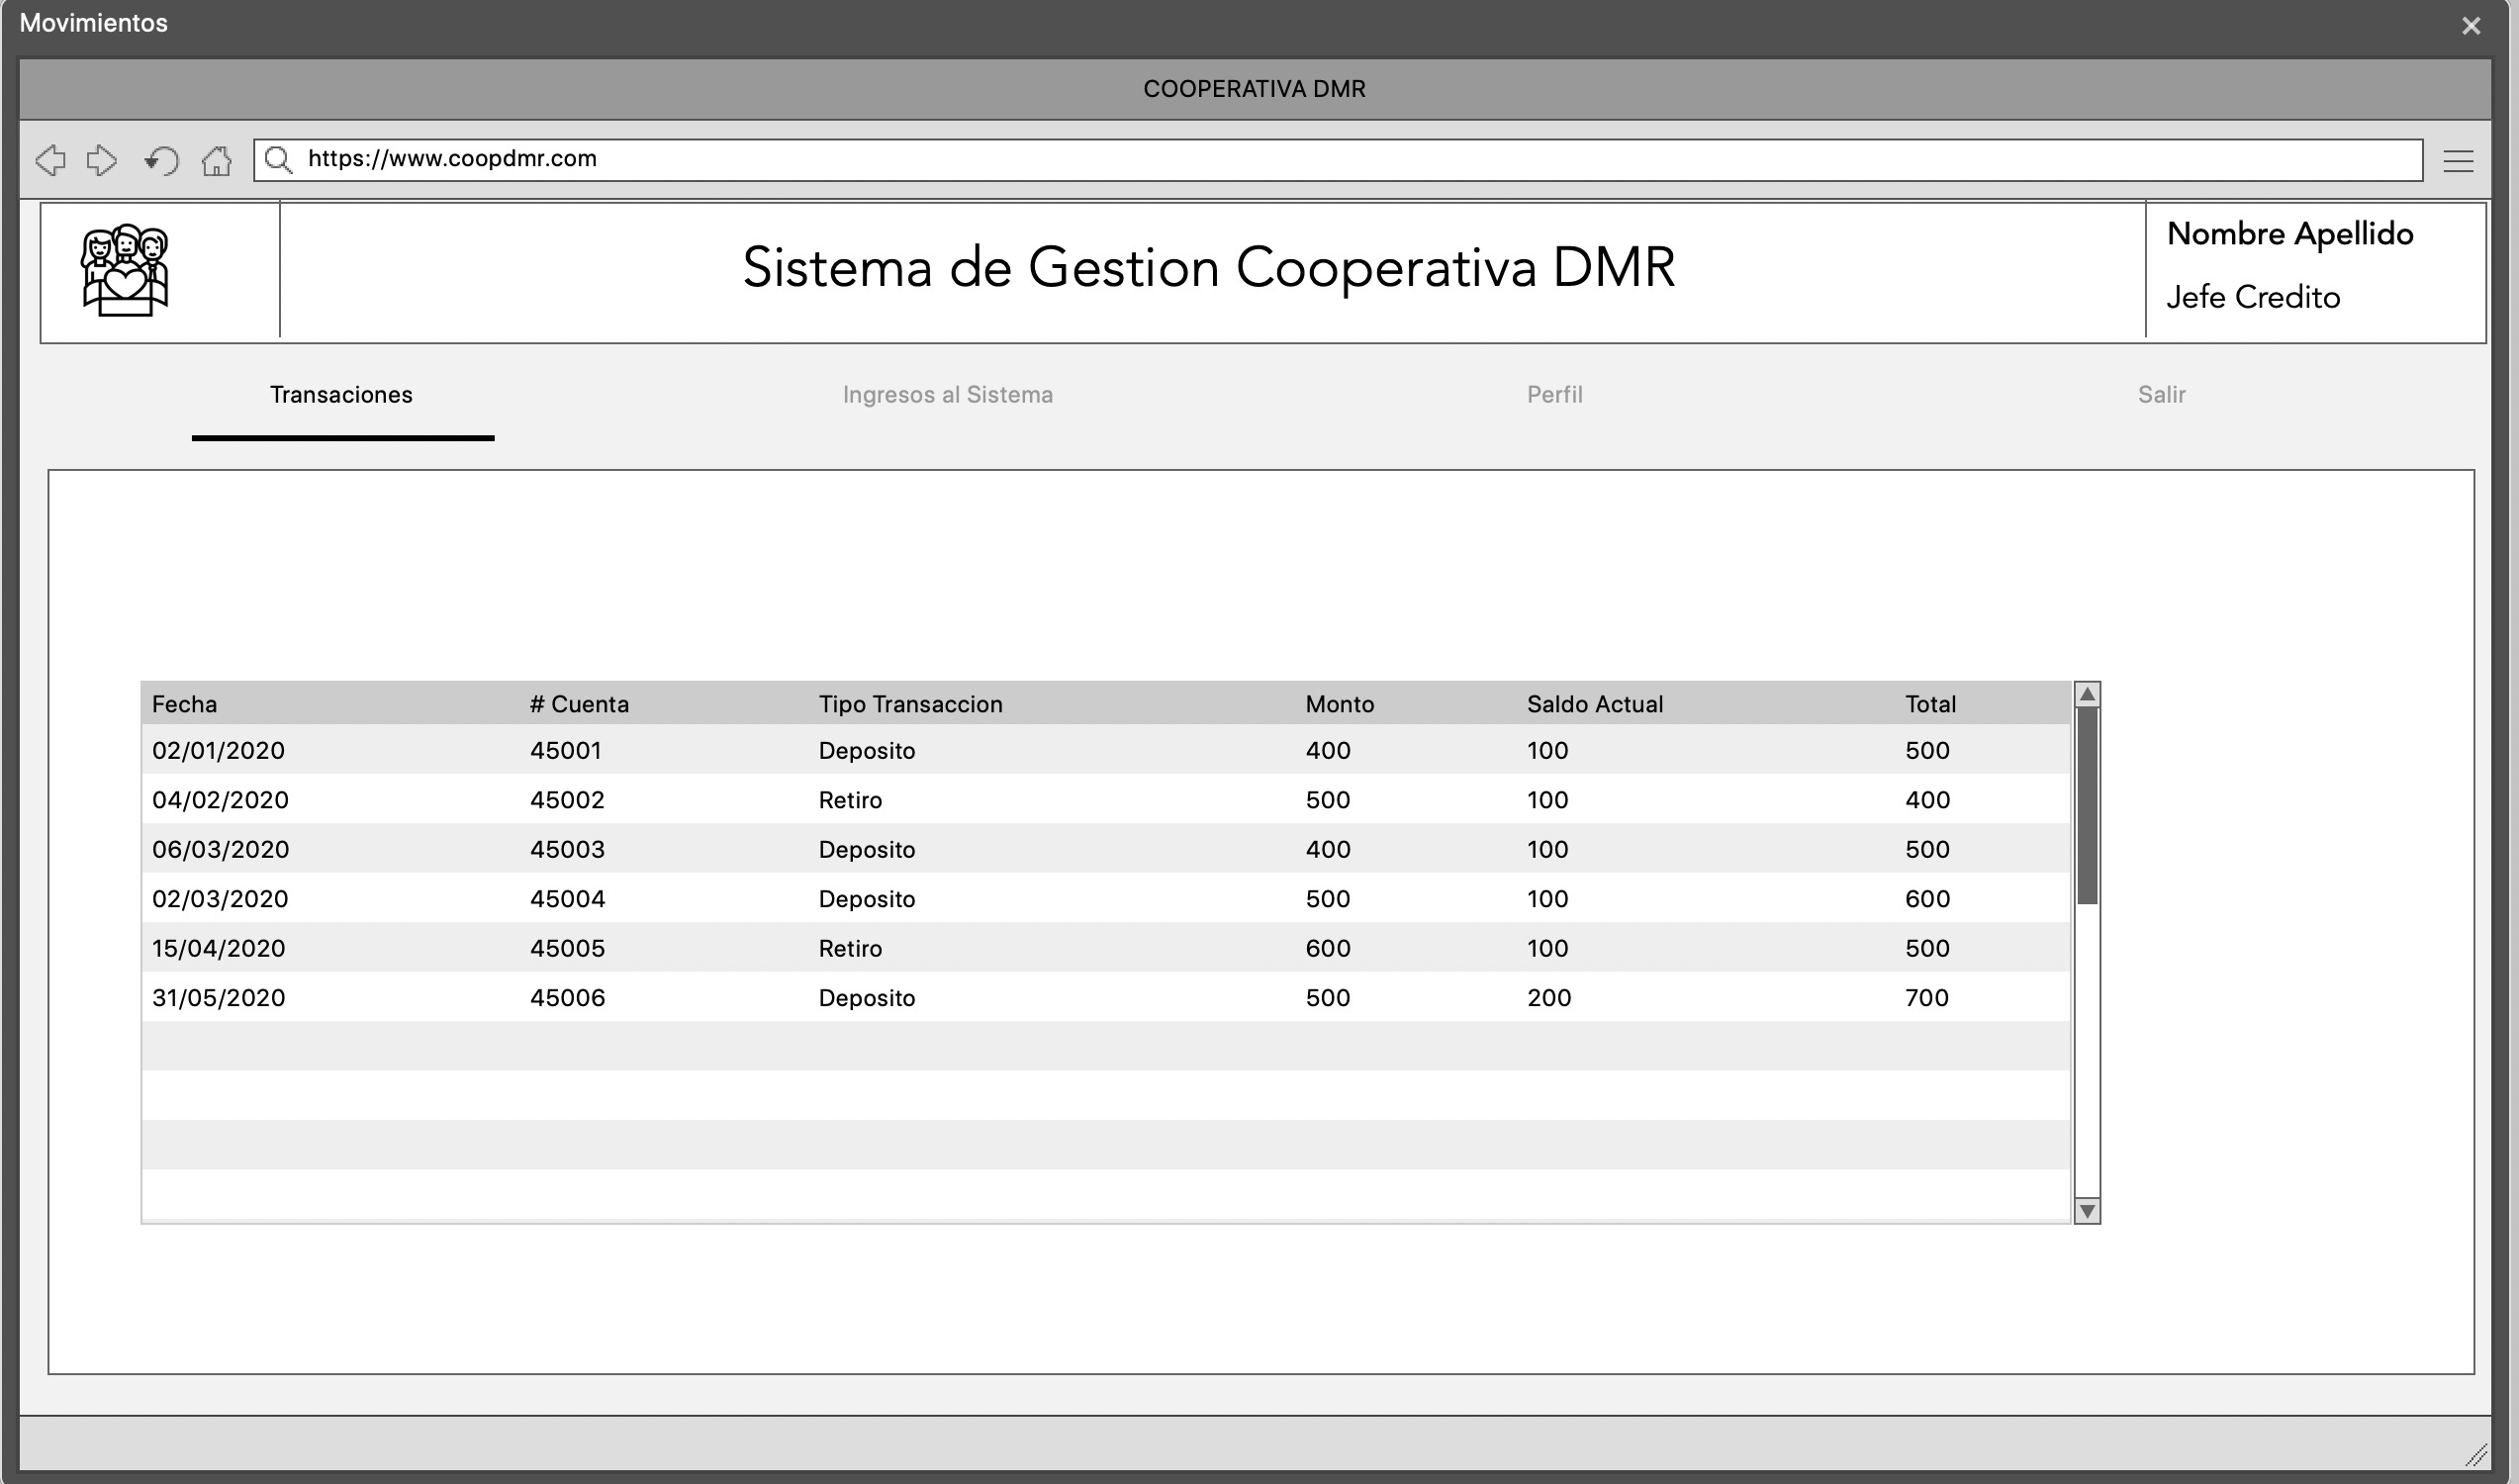 Movimientos
COOPERATIVA DMR
https://www.coopdmr.com
Sistema de Gestion Cooperativa DMR
Nombre Apellido
Jefe Credito
Transaciones Ingresos al Sistema Perfil Salir
Fecha # Cuenta Tipo Transaccion Monto Saldo Actual Total
02/01/2020 45001 Deposito 400 100 500
04/02/2020 45002 Retiro 500 100 400
06/03/2020 45003 Deposito 400 100 500
02/03/2020 45004 Deposito 500 100 600
15/04/2020 45005 Retiro 600 100 500
31/05/2020 45006 Deposito 500 200 700